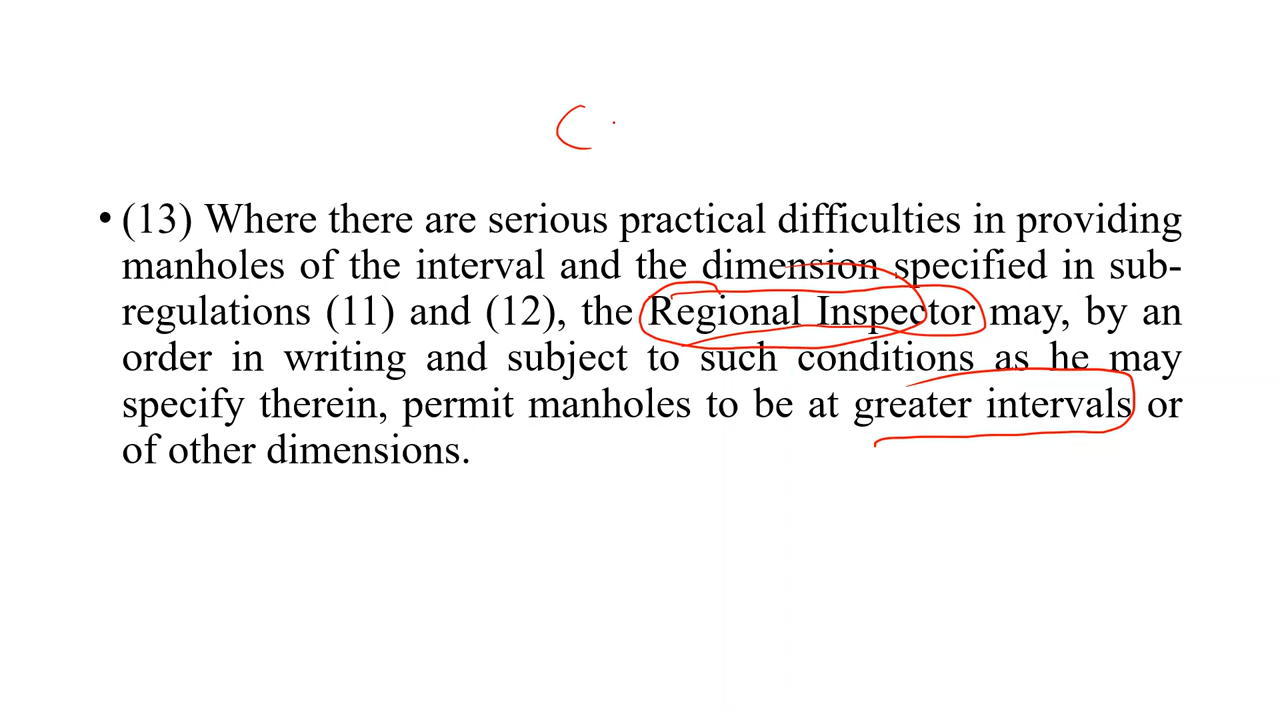 • (13) Where there are serious practical difficulties in providing
manholes of the interval and the dimension specified in sub-
regulations (11) and (12), the Regional Inspector may, by an
order in writing and subject to such conditions as he may
specify therein, permit manholes to be at greater intervals or
of other dimensions.